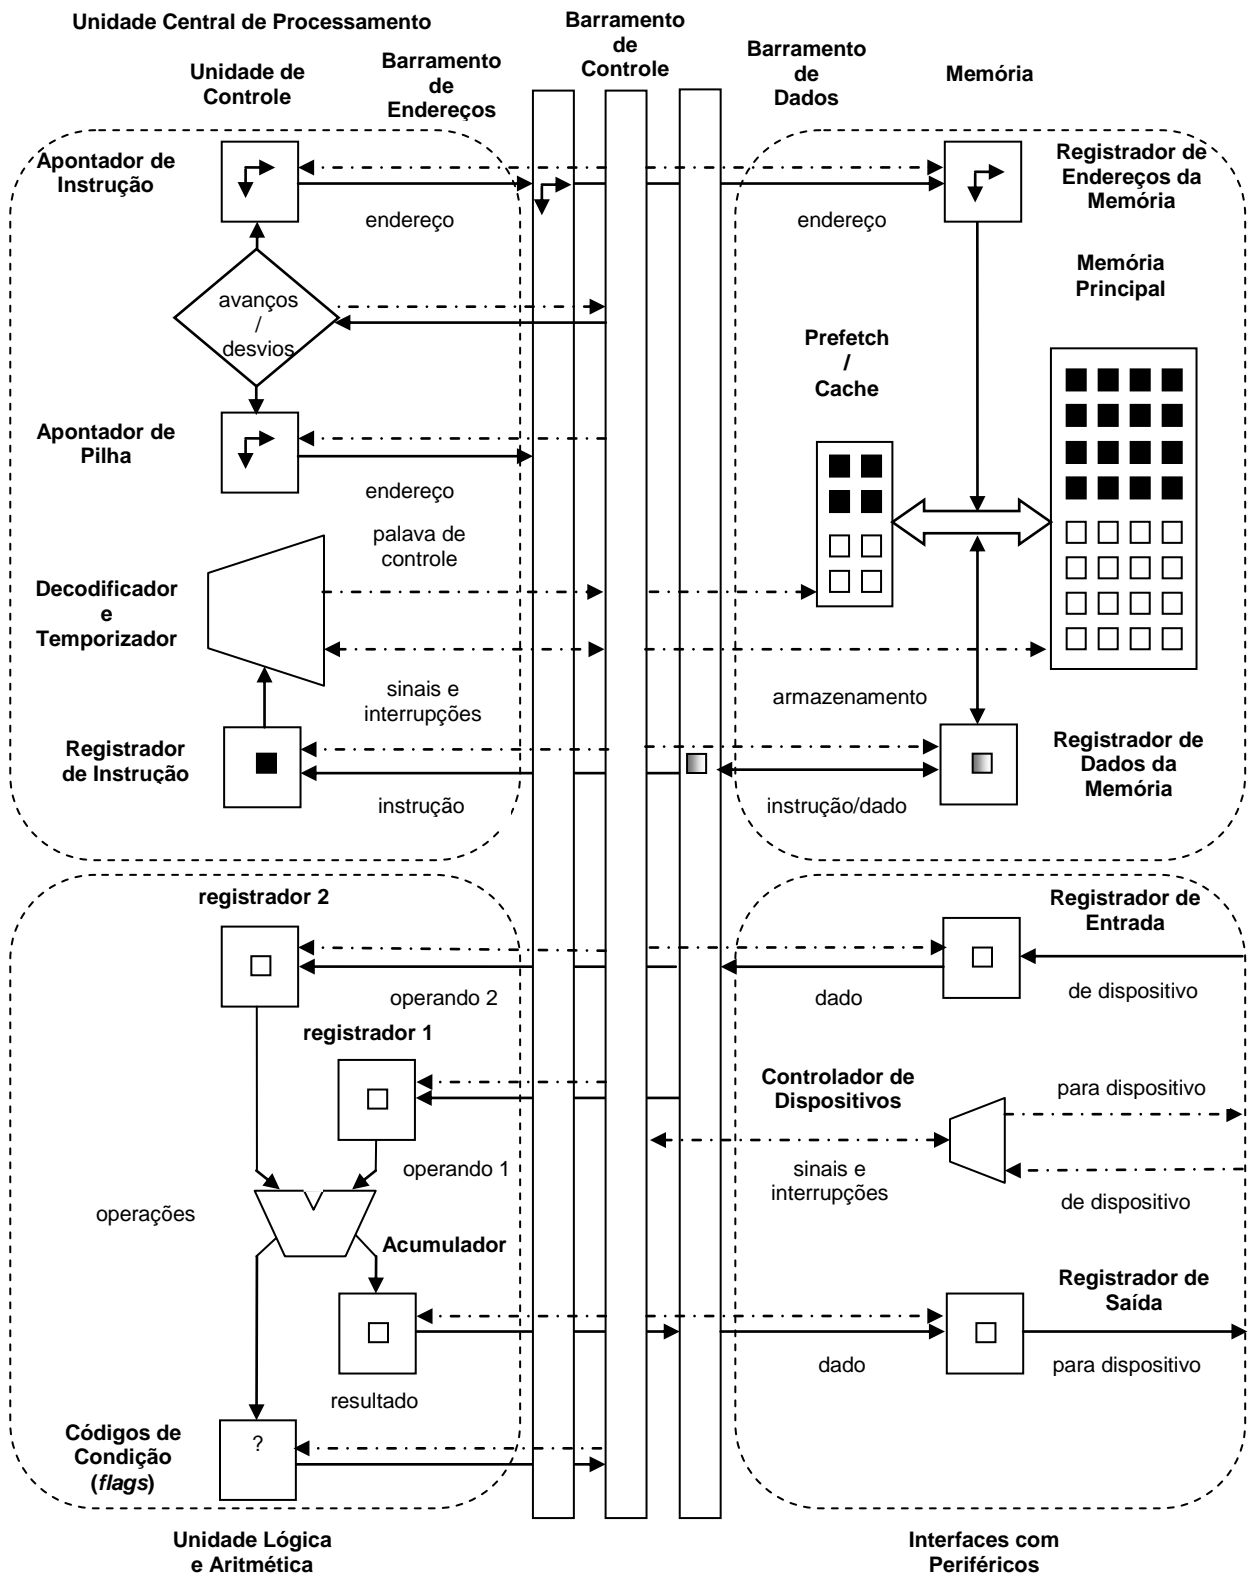 Unidade Central de Processamento
Barramento
de
Controle
Unidade de
Controle
Barramento
de
Endereços
Barramento
de
Dados
Memória
Apontador de
Instrução
endereço
endereço
Registrador de
Endereços da
Memória
avanços
/
desvios
Memória
Principal
Prefetch
/
Cache
Apontador de
Pilha
endereço
palava de
controle
Decodificador
e
Temporizador
sinais e
interrupções
armazenamento
Registrador
de Instrução
instrução
instrução/dado
Registrador de
Dados da
Memória
registrador 2
operando 2
dado
Registrador de
Entrada
de dispositivo
registrador 1
operando 1
Controlador de
Dispositivos
para dispositivo
sinais e
interrupções
de dispositivo
operações
Acumulador
resultado
Registrador de
Saída
dado
para dispositivo
Códigos de
Condição
(flags)
?
Unidade Lógica
e Aritmética
Interfaces com
Periféricos